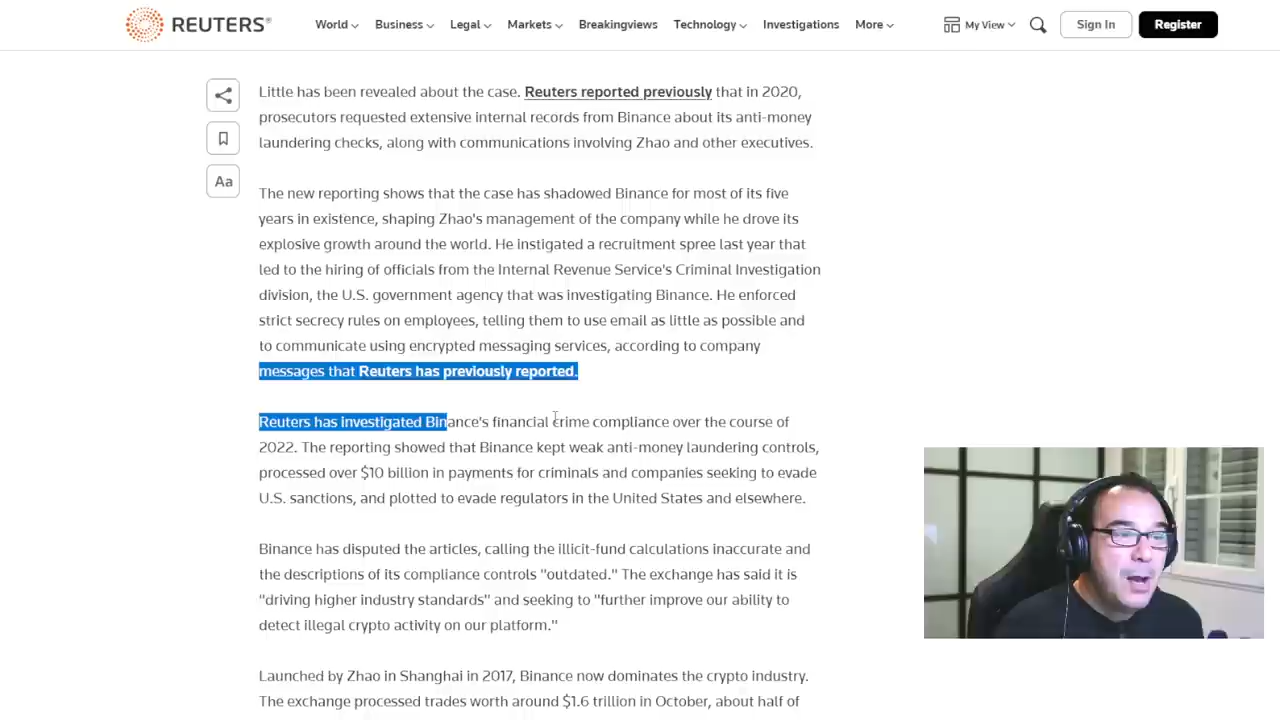 REUTERS®
World Business Legal Markets Breakingviews Technology Investigations More My View Sign In Register
Little has been revealed about the case. Reuters reported previously that in 2020,
prosecutors requested extensive internal records from Binance about its anti-money
laundering checks, along with communications involving Zhao and other executives.
Aa
The new reporting shows that the case has shadowed Binance for most of its five
years in existence, shaping Zhao's management of the company while he drove its
explosive growth around the world. He instigated a recruitment spree last year that
led to the hiring of officials from the Internal Revenue Service's Criminal Investigation
division, the U.S. government agency that was investigating Binance. He enforced
strict secrecy rules on employees, telling them to use email as little as possible and
to communicate using encrypted messaging services, according to company
messages that Reuters has previously reported.
Reuters has investigated Binance's financial crime compliance over the course of
2022. The reporting showed that Binance kept weak anti-money laundering controls,
processed over $10 billion in payments for criminals and companies seeking to evade
U.S. sanctions, and plotted to evade regulators in the United States and elsewhere.
Binance has disputed the articles, calling the illicit-fund calculations inaccurate and
the descriptions of its compliance controls "outdated." The exchange has said it is
"driving higher industry standards" and seeking to "further improve our ability to
detect illegal crypto activity on our platform."
Launched by Zhao in Shanghai in 2017, Binance now dominates the crypto industry.
The exchange processed trades worth around $1.6 trillion in October, about half of